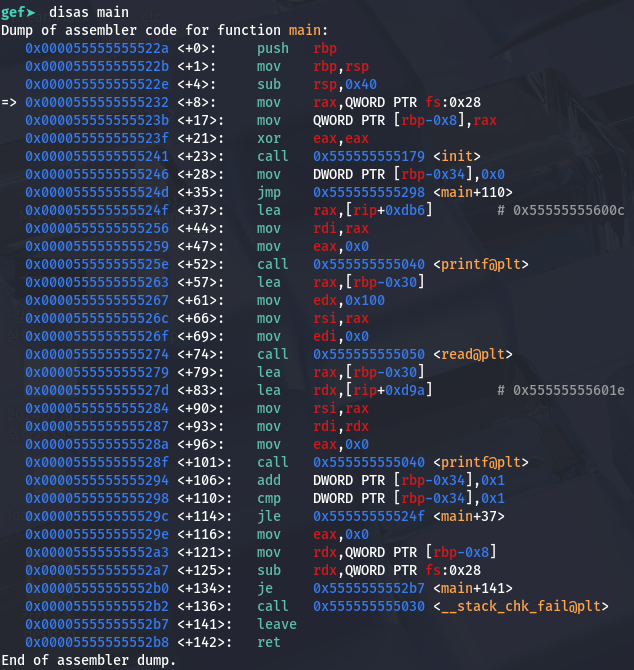 gef➤  disas main
Dump of assembler code for function main:
   0x000055555555522a <+0>:     push   rbp
   0x000055555555522b <+1>:     mov    rbp,rsp
   0x000055555555522e <+4>:     sub    rsp,0x40
=> 0x0000555555555232 <+8>:     mov    rax,QWORD PTR fs:0x28
   0x000055555555523b <+17>:    mov    QWORD PTR [rbp-0x8],rax
   0x000055555555523f <+21>:    xor    eax,eax
   0x0000555555555241 <+23>:    call   0x555555555179 <init>
   0x0000555555555246 <+28>:    mov    DWORD PTR [rbp-0x34],0x0
   0x000055555555524d <+35>:    jmp    0x555555555298 <main+110>
   0x000055555555524f <+37>:    lea    rax,[rip+0xdb6]        # 0x55555555600c
   0x0000555555555256 <+44>:    mov    rdi,rax
   0x0000555555555259 <+47>:    mov    eax,0x0
   0x000055555555525e <+52>:    call   0x555555555040 <printf@plt>
   0x0000555555555263 <+57>:    lea    rax,[rbp-0x30]
   0x0000555555555267 <+61>:    mov    edx,0x100
   0x000055555555526c <+66>:    mov    rsi,rax
   0x000055555555526f <+69>:    mov    edi,0x0
   0x0000555555555274 <+74>:    call   0x555555555050 <read@plt>
   0x0000555555555279 <+79>:    lea    rax,[rbp-0x30]
   0x000055555555527d <+83>:    lea    rdx,[rip+0xd9a]        # 0x55555555601e
   0x0000555555555284 <+90>:    mov    rsi,rax
   0x0000555555555287 <+93>:    mov    rdi,rdx
   0x000055555555528a <+96>:    mov    eax,0x0
   0x000055555555528f <+101>:   call   0x555555555040 <printf@plt>
   0x0000555555555294 <+106>:   add    DWORD PTR [rbp-0x34],0x1
   0x0000555555555298 <+110>:   cmp    DWORD PTR [rbp-0x34],0x1
   0x000055555555529c <+114>:   jle    0x55555555524f <main+37>
   0x000055555555529e <+116>:   mov    eax,0x0
   0x00005555555552a3 <+121>:   mov    rdx,QWORD PTR [rbp-0x8]
   0x00005555555552a7 <+125>:   sub    rdx,QWORD PTR fs:0x28
   0x00005555555552b0 <+134>:   je     0x5555555552b7 <main+141>
   0x00005555555552b2 <+136>:   call   0x555555555030 <__stack_chk_fail@plt>
   0x00005555555552b7 <+141>:   leave
   0x00005555555552b8 <+142>:   ret
End of assembler dump.